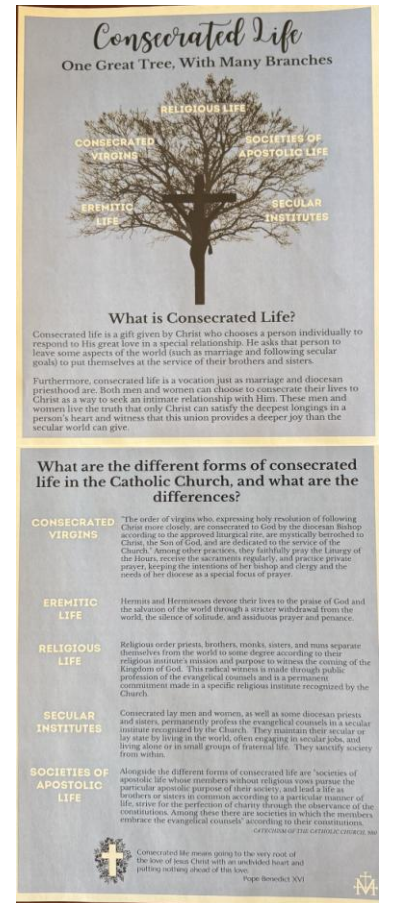 Consecrated Life
One Great Tree, With Many Branches
RELIGIOUS LIFE
CONSECRATED
VIRGINS
SOCIETIES OF
APOSTOLIC LIFE
EREMITIC
LIFE
SECULAR
INSTITUTES
What is Consecrated Life?
Consecrated life is a gift given by Christ who chooses a person individually to
respond to His great love in a special relationship. He asks that person to
leave some aspects of the world (such as marriage and following secular
goals) to put themselves at the service of their brothers and sisters.
Furthermore, consecrated life is a vocation just as marriage and diocesan
priesthood are. Both men and women can choose to consecrate their lives to
Christ as a way to seek an intimate relationship with Him. These men and
women live the truth that only Christ can satisfy the deepest longings in a
person's heart and witness that this union provides a deeper joy than the
secular world can give.
What are the different forms of consecrated
life in the Catholic Church, and what are the
differences?
CONSECRATED
VIRGINS
"The order of virgins who, expressing holy resolution of following
Christ more closely, are consecrated to God by the diocesan Bishop
according to the approved liturgical rite, are mystically betrothed to
Christ, the Son of God, and are dedicated to the service of the
Church." Among other practices, they faithfully pray the Liturgy of
the Hours, receive the sacraments regularly, and practice private
prayer, keeping the intentions of her bishop and clergy and the
needs of her diocese as a special focus of prayer.
EREMITIC
LIFE
Hermits and Hermitesses devote their lives to the praise of God and
the salvation of the world through a stricter withdrawal from the
world, the silence of solitude, and assiduous prayer and penance.
RELIGIOUS
LIFE
Religious order priests, brothers, monks, sisters, and nuns separate
themselves from the world to some degree according to their
religious institute's mission and purpose to witness the coming of the
Kingdom of God. This radical witness is made through public
profession of the evangelical counsels and is a permanent
commitment made in a specific religious institute recognized by the
Church.
SECULAR
INSTITUTES
Consecrated lay men and women, as well as some diocesan priests
and sisters, permanently profess the evangelical counsels in a secular
institute recognized by the Church. They maintain their secular or
lay state by living in the world, often engaging in secular jobs, and
living alone or in small groups of fraternal life. They sanctify society
from within.
SOCIETIES OF
APOSTOLIC
LIFE
Alongside the different forms of consecrated life are "societies of
apostolic life whose members without religious vows pursue the
particular apostolic purpose of their society, and lead a life as
brothers or sisters in common according to a particular manner of
life, strive for the perfection of charity through the observance of the
constitutions. Among these there are societies in which the members
embrace the evangelical counsels" according to their constitutions.
CATECHISM OF THE CATHOLIC CHURCH,
Consecrated life means going to the very root of
the love of Jesus Christ with an undivided heart and
putting nothing ahead of this love.
Pope Benedict XVI